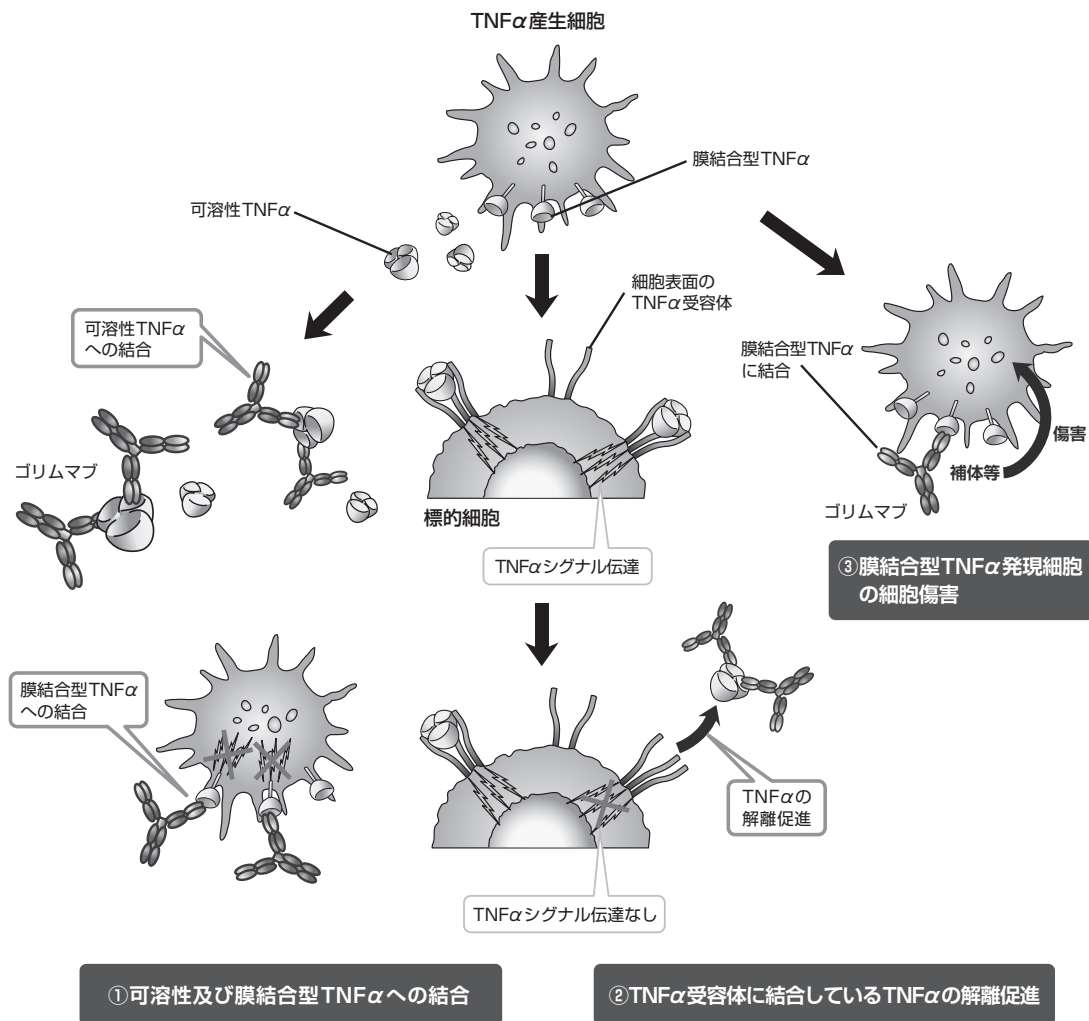 TNFα産生細胞
膜結合型TNFα
可溶性TNFα
細胞表面の
TNFα受容体
可溶性TNFα
への結合
膜結合型TNFα
に結合
ゴリムマブ
標的細胞
TNFαシグナル伝達
傷害
補体等
ゴリムマブ
③膜結合型TNFα発現細胞
の細胞傷害
膜結合型TNFα
への結合
TNFαの
解離促進
TNFαシグナル伝達なし
①可溶性及び膜結合型TNFαへの結合
②TNFα受容体に結合しているTNFαの解離促進